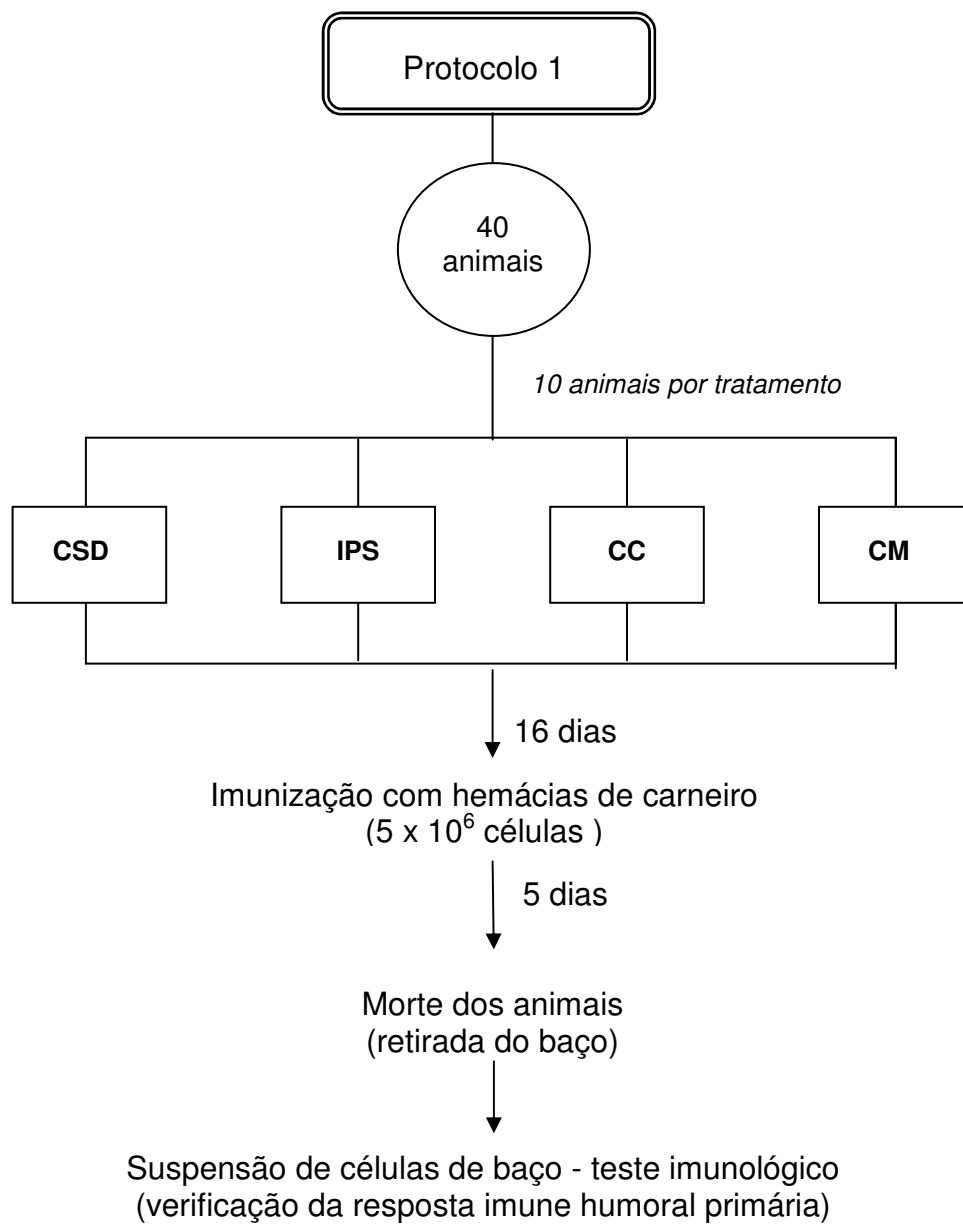 Protocolo 1
40
animais
10 animais por tratamento
CSD
IPS
CC
CM
16 dias
Imunização com hemácias de carneiro
(5 x 10⁶ células )
5 dias
Morte dos animais
(retirada do baço)
Suspensão de células de baço - teste imunológico
(verificação da resposta imune humoral primária)